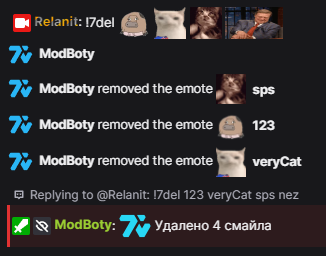 Relanit: !7del
ModBoty
ModBoty removed the emote sps
ModBoty removed the emote 123
ModBoty removed the emote veryCat
Replying to @Relanit: !7del 123 veryCat sps nez
ModBoty: Удалено 4 смайла